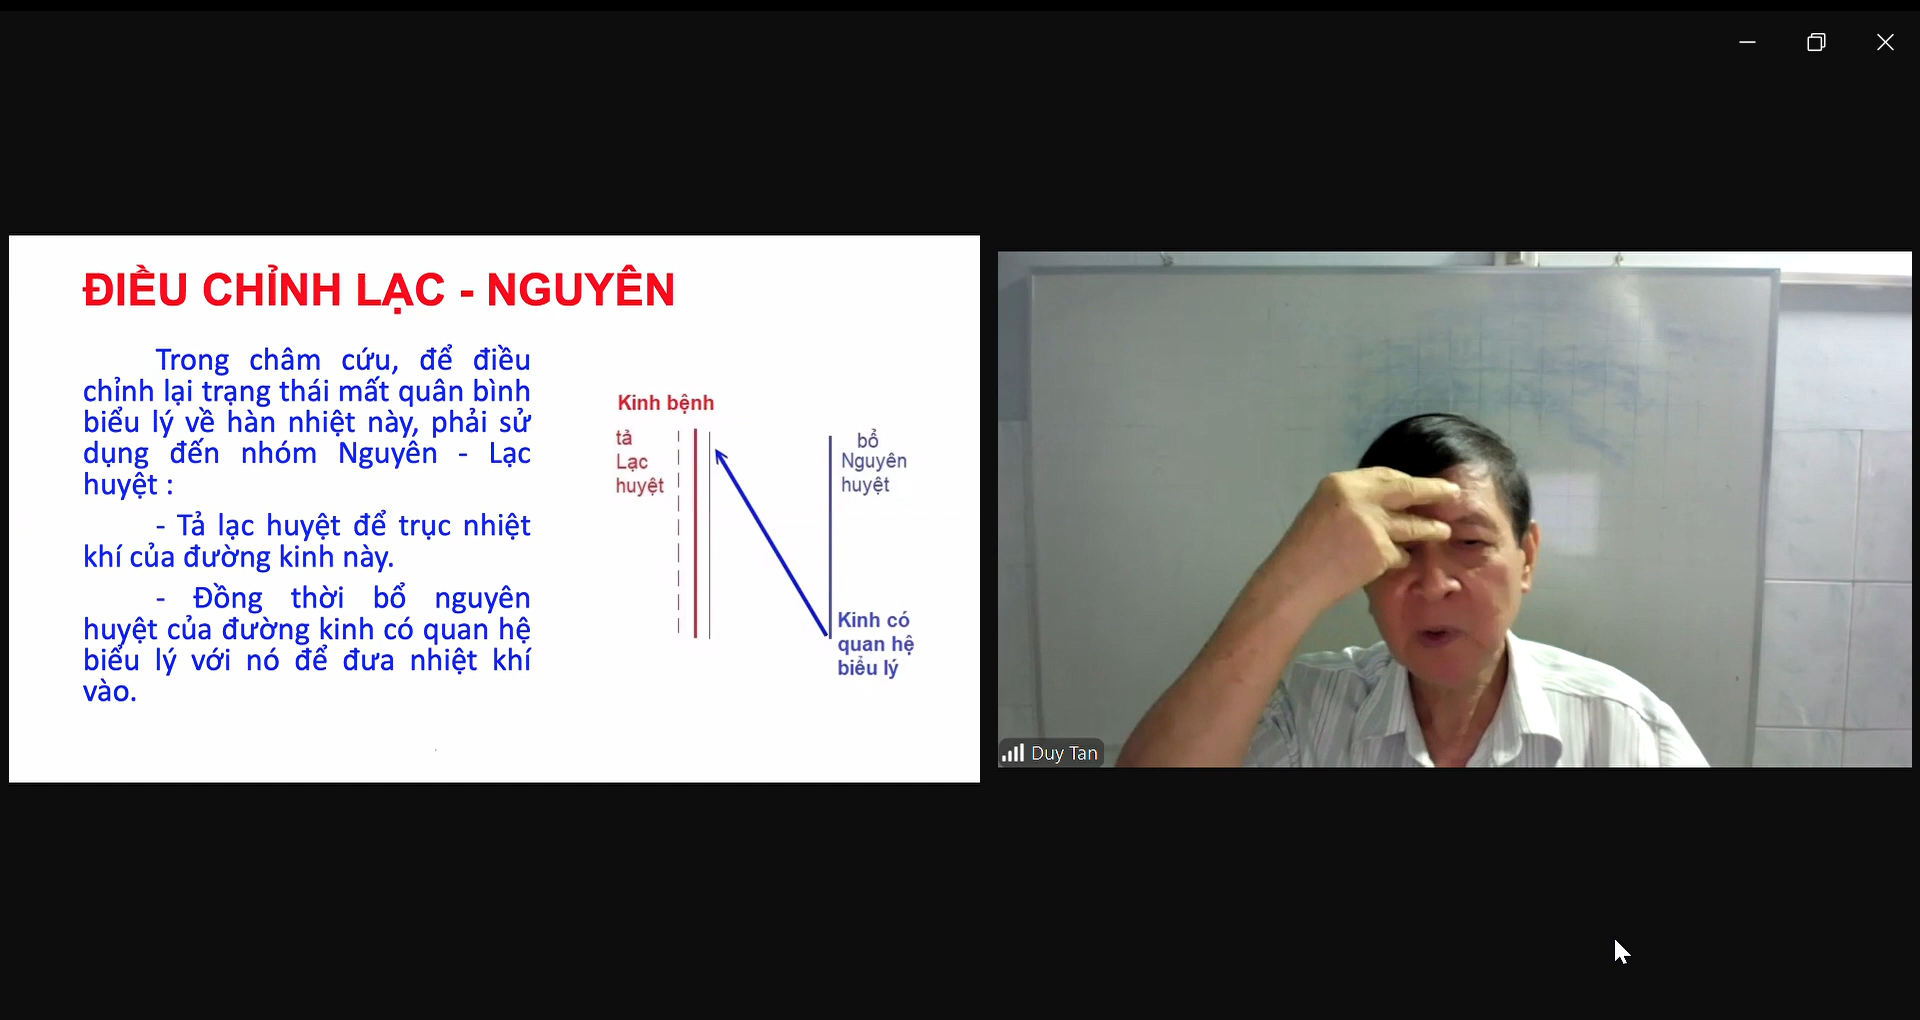 ĐIỀU CHỈNH LẠC - NGUYÊN
Trong châm cứu, để điều
chỉnh lại trạng thái mất quân bình
biểu lý về hàn nhiệt này, phải sử
dụng đến nhóm Nguyên - Lạc
huyệt :
- Tả lạc huyệt để trục nhiệt
khí của đường kinh này.
- Đồng thời bổ nguyên
huyệt của đường kinh có quan hệ
biểu lý với nó để đưa nhiệt khí
vào.
Kinh bệnh
tả
Lạc
huyệt
bổ
Nguyên
huyệt
Kinh có
quan hệ
biểu lý
Duy Tan